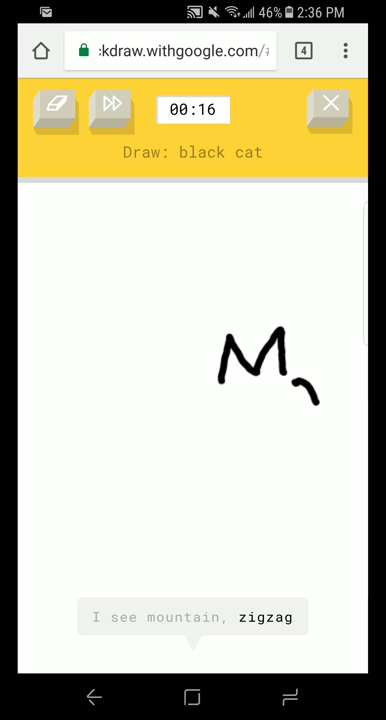 46% 2:36 PM
:kdraw.withgoogle.com/
4
00:16
Draw: black cat
I see mountain, zigzag